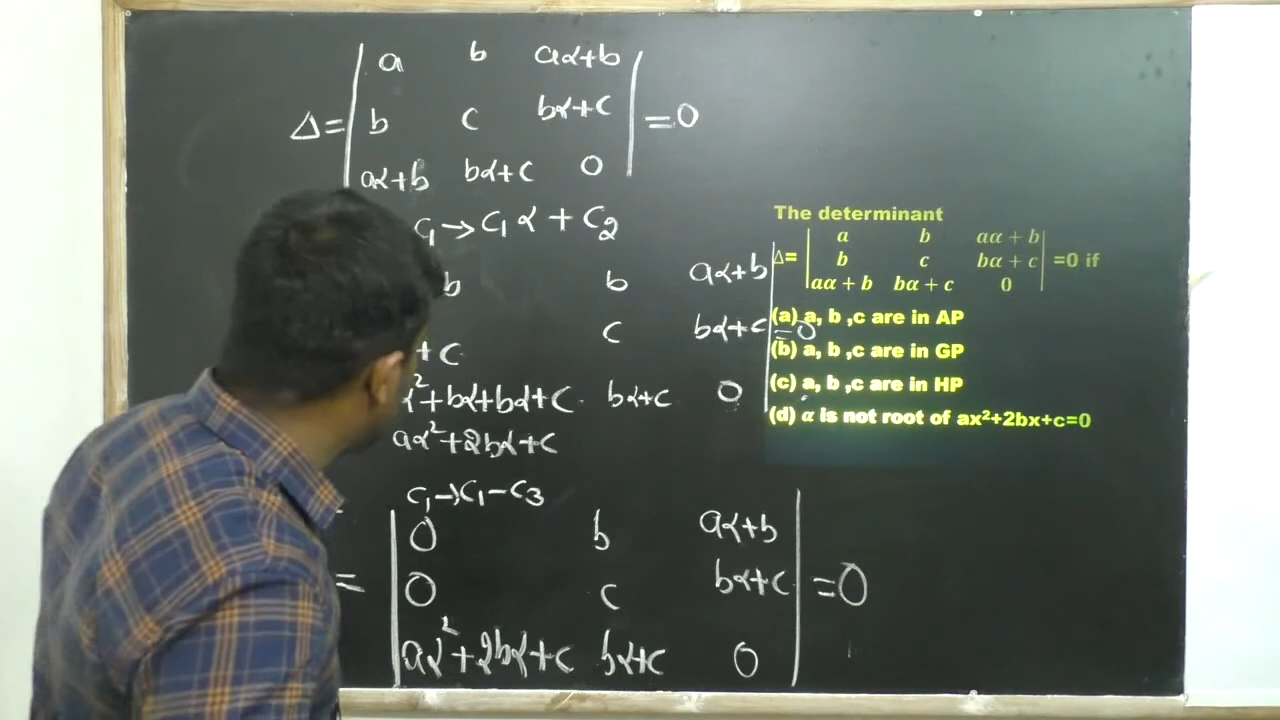 a b aα+b
Δ= b c bα+c =0
aα+b bα+c 0
C₁→C₁α+C₂
b b aα+b
c bα+c =0
+c
α²+bα+bα+c bα+c 0
aα²+2bα+c
C₁→C₁-C₃
0 b aα+b
= 0 c bα+c =0
aα²+2bα+c bα+c 0
The determinant
a b aα + b
Δ= b c bα + c =0 if
aα + b bα + c 0
(a) a, b ,c are in AP
(b) a, b ,c are in GP
(c) a, b ,c are in HP
(d) α is not root of ax²+2bx+c=0